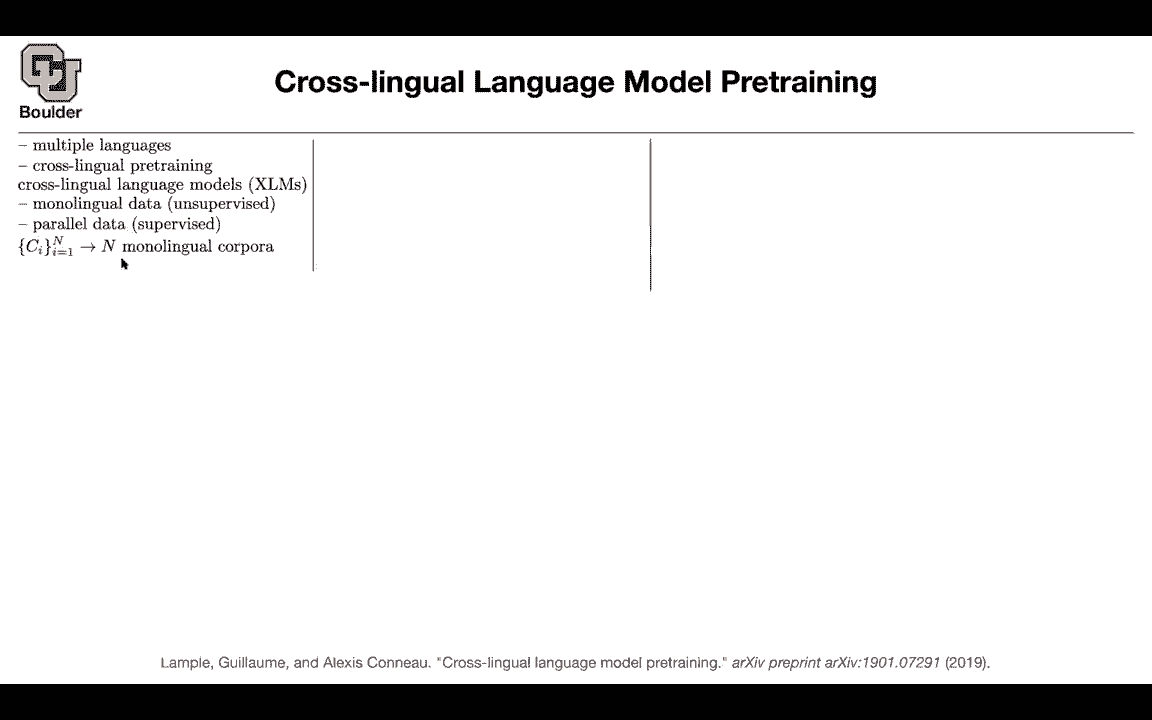 CU
Boulder
Cross-lingual Language Model Pretraining
– multiple languages
– cross-lingual pretraining
cross-lingual language models (XLMs)
– monolingual data (unsupervised)
– parallel data (supervised)
$\{C_i\}_{i=1}^N \to N$ monolingual corpora
Lample, Guillaume, and Alexis Conneau. "Cross-lingual language model pretraining." arXiv preprint arXiv:1901.07291 (2019).